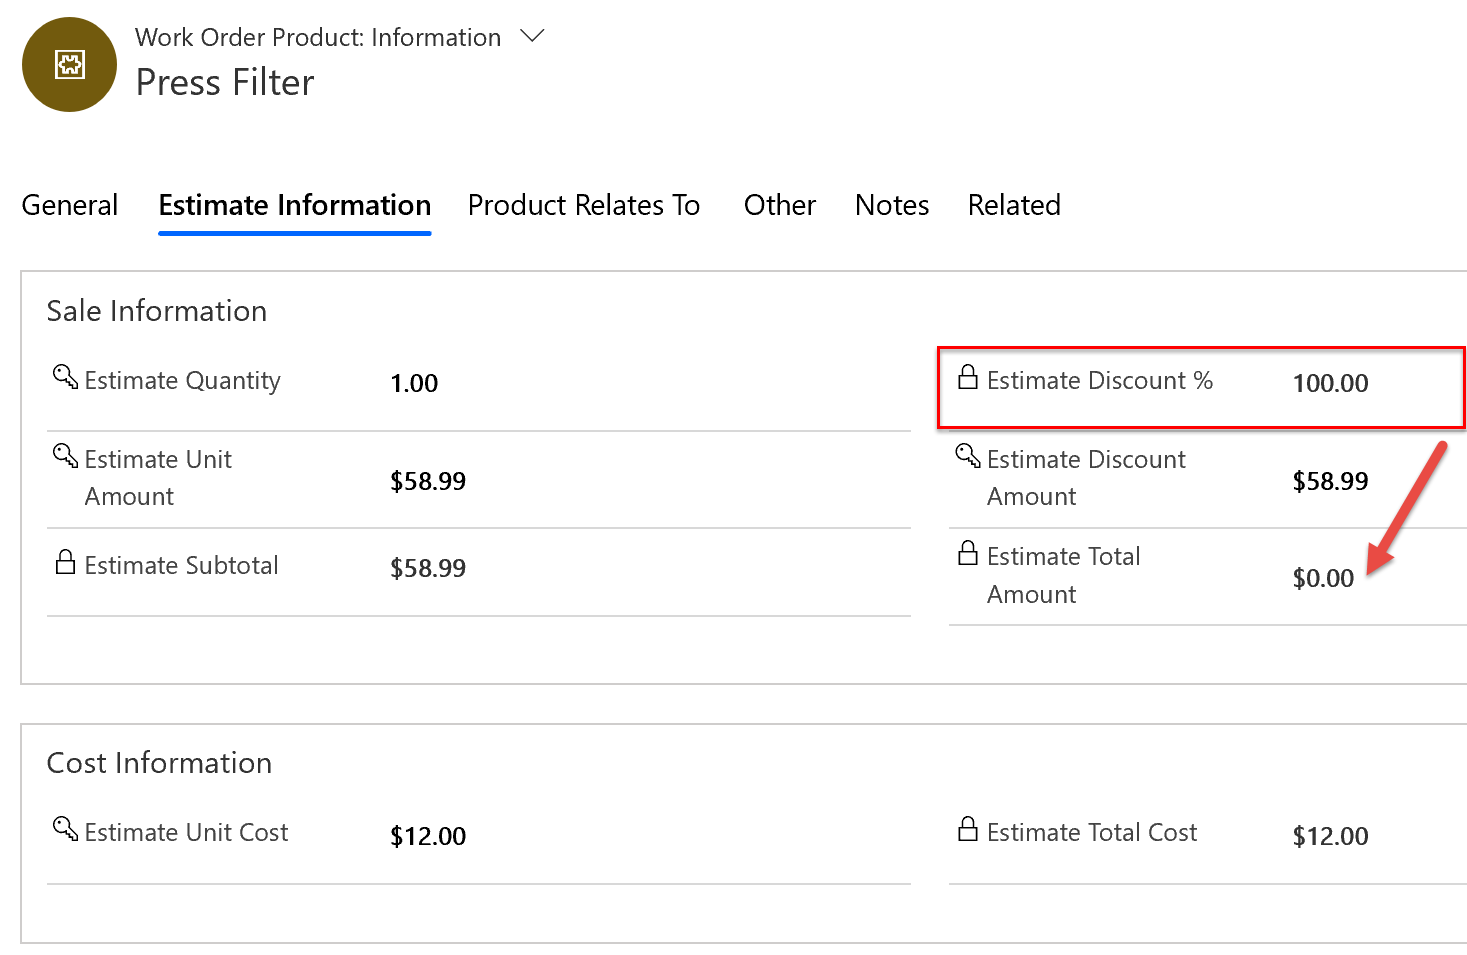 Work Order Product: Information
Press Filter
General Estimate Information Product Relates To Other Notes Related
Sale Information
Estimate Quantity 1.00
Estimate Discount % 100.00
Estimate Unit
Amount
$58.99
Estimate Discount
Amount
$58.99
Estimate Subtotal $58.99
Estimate Total
Amount
$0.00
Cost Information
Estimate Unit Cost $12.00
Estimate Total Cost $12.00